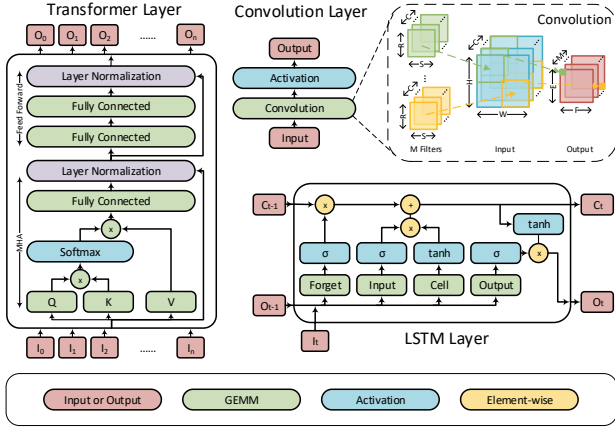 Transformer Layer
O0 O1 O2 ...... On
Layer Normalization
Fully Connected
Fully Connected
Feed Forward
Layer Normalization
Fully Connected
MHA
x
Softmax
x
Q K V
I0 I1 I2 ...... In
Convolution Layer
Output
Activation
Convolution
Input
Convolution
C
R
S
C
R
S
M Filters
C
H
W
Input
M
E
F
Output
Ct-1 x + Ct
x tanh
σ σ tanh σ x
Forget Input Cell Output
Ot-1 Ot
It
LSTM Layer
Input or Output GEMM Activation Element-wise